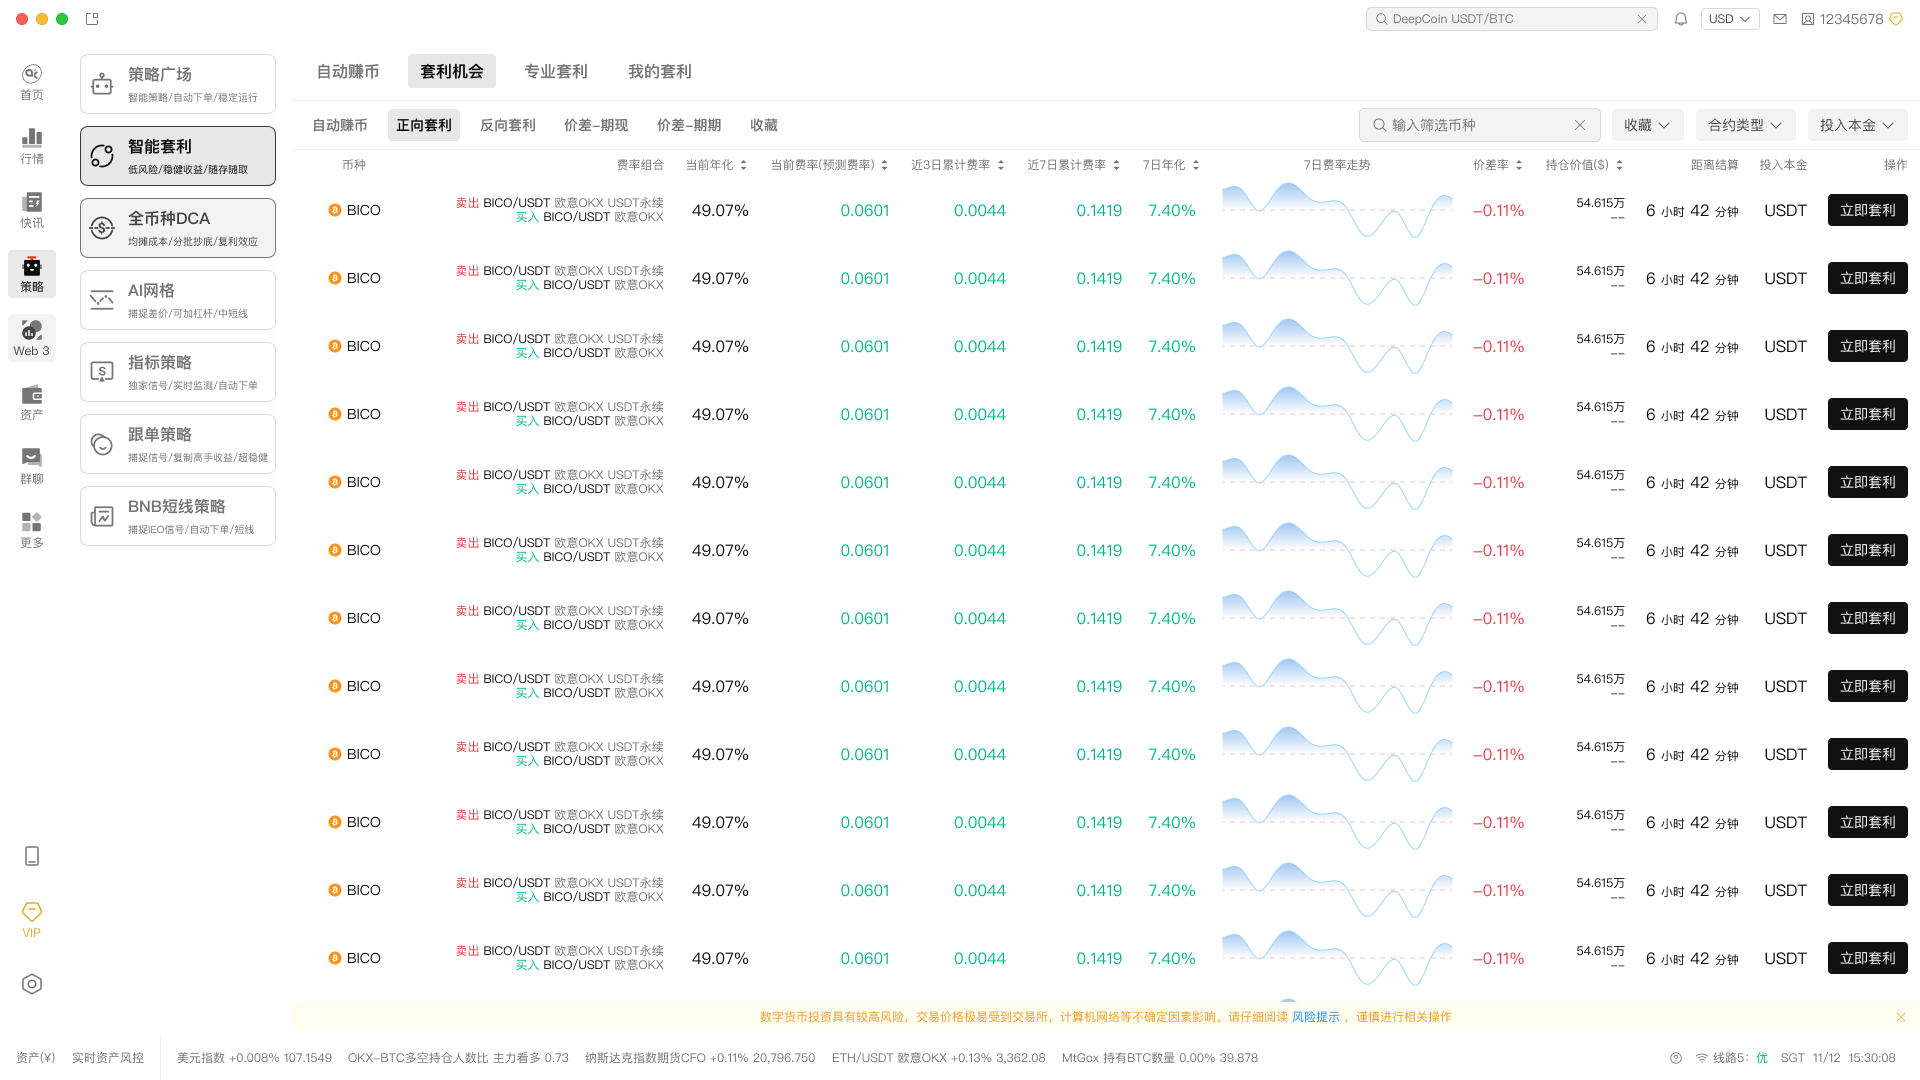 DeepCoin USDT/BTC
USD
12345678
首页
行情
快讯
策略
Web 3
资产
群聊
更多
VIP
策略广场
智能策略/自动下单/稳定运行
智能套利
低风险/稳健收益/随存随取
全币种DCA
均摊成本/分批抄底/复利效应
AI网格
捕捉差价/可加杠杆/中短线
指标策略
独家信号/实时监测/自动下单
跟单策略
捕捉信号/复制高手收益/超稳健
BNB短线策略
捕捉IEO信号/自动下单/短线
自动赚币 套利机会 专业套利 我的套利
自动赚币 正向套利 反向套利 价差-期现 价差-期期 收藏
输入筛选币种
收藏 合约类型 投入本金
币种 费率组合 当前年化 当前费率(预测费率) 近3日累计费率 近7日累计费率 7日年化 7日费率走势 价差率 持仓价值($) 距离结算 投入本金 操作
BICO 卖出 BICO/USDT 欧意OKX USDT永续 49.07% 0.0601 0.0044 0.1419 7.40% -0.11% 54.615万 6 小时 42 分钟 USDT 立即套利
买入 BICO/USDT 欧意OKX --
BICO 卖出 BICO/USDT 欧意OKX USDT永续 49.07% 0.0601 0.0044 0.1419 7.40% -0.11% 54.615万 6 小时 42 分钟 USDT 立即套利
买入 BICO/USDT 欧意OKX --
BICO 卖出 BICO/USDT 欧意OKX USDT永续 49.07% 0.0601 0.0044 0.1419 7.40% -0.11% 54.615万 6 小时 42 分钟 USDT 立即套利
买入 BICO/USDT 欧意OKX --
BICO 卖出 BICO/USDT 欧意OKX USDT永续 49.07% 0.0601 0.0044 0.1419 7.40% -0.11% 54.615万 6 小时 42 分钟 USDT 立即套利
买入 BICO/USDT 欧意OKX --
BICO 卖出 BICO/USDT 欧意OKX USDT永续 49.07% 0.0601 0.0044 0.1419 7.40% -0.11% 54.615万 6 小时 42 分钟 USDT 立即套利
买入 BICO/USDT 欧意OKX --
BICO 卖出 BICO/USDT 欧意OKX USDT永续 49.07% 0.0601 0.0044 0.1419 7.40% -0.11% 54.615万 6 小时 42 分钟 USDT 立即套利
买入 BICO/USDT 欧意OKX --
BICO 卖出 BICO/USDT 欧意OKX USDT永续 49.07% 0.0601 0.0044 0.1419 7.40% -0.11% 54.615万 6 小时 42 分钟 USDT 立即套利
买入 BICO/USDT 欧意OKX --
BICO 卖出 BICO/USDT 欧意OKX USDT永续 49.07% 0.0601 0.0044 0.1419 7.40% -0.11% 54.615万 6 小时 42 分钟 USDT 立即套利
买入 BICO/USDT 欧意OKX --
BICO 卖出 BICO/USDT 欧意OKX USDT永续 49.07% 0.0601 0.0044 0.1419 7.40% -0.11% 54.615万 6 小时 42 分钟 USDT 立即套利
买入 BICO/USDT 欧意OKX --
BICO 卖出 BICO/USDT 欧意OKX USDT永续 49.07% 0.0601 0.0044 0.1419 7.40% -0.11% 54.615万 6 小时 42 分钟 USDT 立即套利
买入 BICO/USDT 欧意OKX --
BICO 卖出 BICO/USDT 欧意OKX USDT永续 49.07% 0.0601 0.0044 0.1419 7.40% -0.11% 54.615万 6 小时 42 分钟 USDT 立即套利
买入 BICO/USDT 欧意OKX --
BICO 卖出 BICO/USDT 欧意OKX USDT永续 49.07% 0.0601 0.0044 0.1419 7.40% -0.11% 54.615万 6 小时 42 分钟 USDT 立即套利
买入 BICO/USDT 欧意OKX --
数字货币投资具有较高风险，交易价格极易受到交易所，计算机网络等不确定因素影响。请仔细阅读 风险提示 ，谨慎进行相关操作
资产(¥) 实时资产风控 美元指数 +0.008% 107.1549 OKX-BTC多空持仓人数比 主力看多 0.73 纳斯达克指数期货CFO +0.11% 20,796.750 ETH/USDT 欧意OKX +0.13% 3,362.08 MtGox 持有BTC数量 0.00% 39.878 线路5：优 SGT 11/12 15:30:08